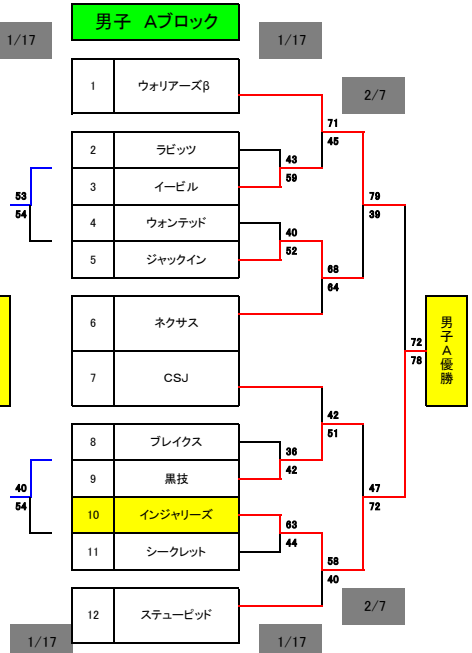 男子 Aブロック
1/17
1/17
1 ウォリアーズβ
2/7
71
45
2 ラビッツ
43
59
3 イービル
53
54
79
39
4 ウォンテッド
40
52
5 ジャックイン
68
64
6 ネクサス
72
78
男子A優勝
7 CSJ
42
51
8 ブレイクス
36
42
9 黒技
40
54
47
72
10 インジャリーズ
63
44
11 シークレット
58
40
12 ステューピッド
2/7
1/17
1/17